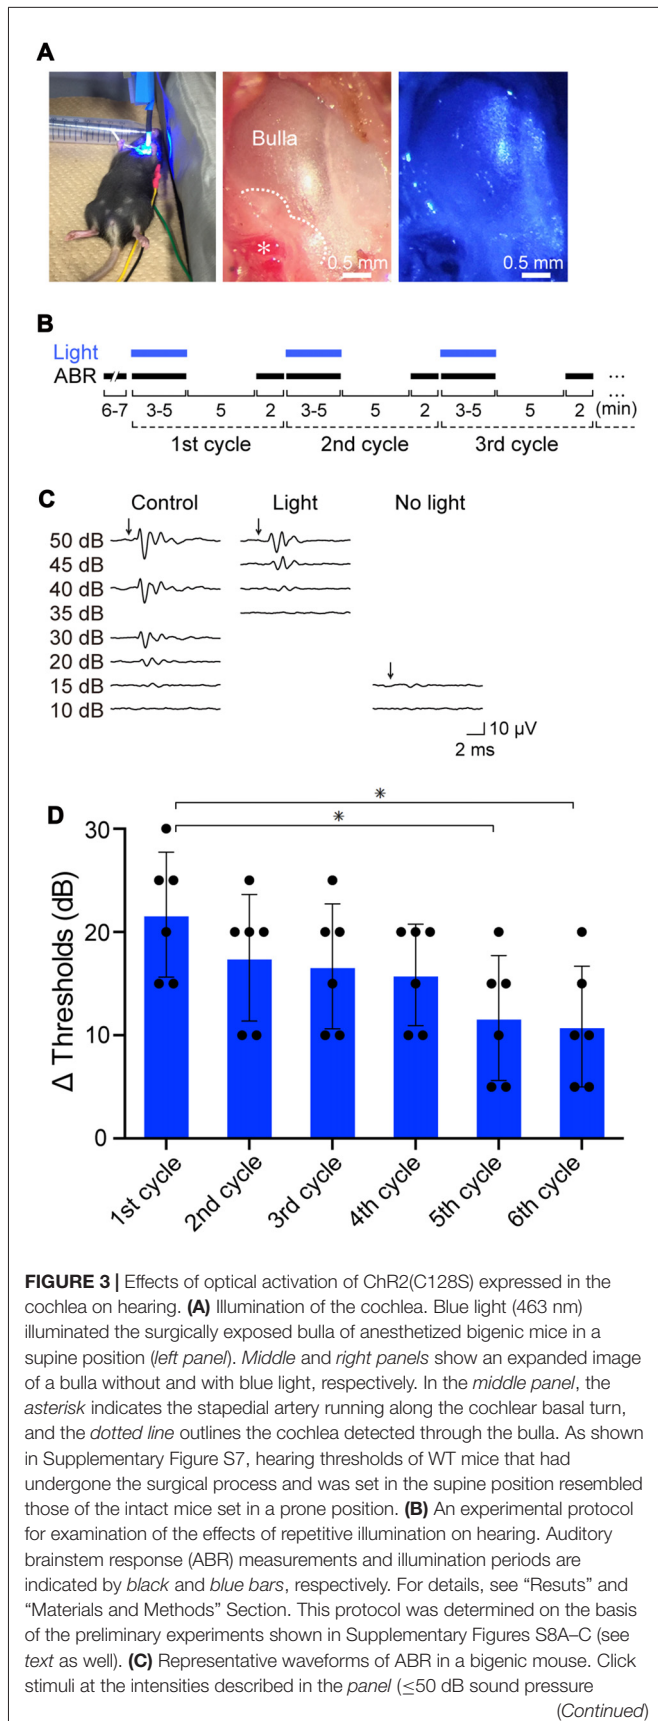 A
Bulla
*
0.5 mm
0.5 mm
B
Light
ABR
...
...
6-7 3-5 5 2 3-5 5 2 3-5 5 2 (min)
1st cycle 2nd cycle 3rd cycle
C
Control Light No light
50 dB
45 dB
40 dB
35 dB
30 dB
20 dB
15 dB
10 dB
10 µV
2 ms
D
*
*
30
20
10
0
Δ Thresholds (dB)
1st cycle
2nd cycle
3rd cycle
4th cycle
5th cycle
6th cycle
FIGURE 3 | Effects of optical activation of ChR2(C128S) expressed in the
cochlea on hearing. (A) Illumination of the cochlea. Blue light (463 nm)
illuminated the surgically exposed bulla of anesthetized bigenic mice in a
supine position (left panel). Middle and right panels show an expanded image
of a bulla without and with blue light, respectively. In the middle panel, the
asterisk indicates the stapedial artery running along the cochlear basal turn,
and the dotted line outlines the cochlea detected through the bulla. As shown
in Supplementary Figure S7, hearing thresholds of WT mice that had
undergone the surgical process and was set in the supine position resembled
those of the intact mice set in a prone position. (B) An experimental protocol
for examination of the effects of repetitive illumination on hearing. Auditory
brainstem response (ABR) measurements and illumination periods are
indicated by black and blue bars, respectively. For details, see “Resuts” and
“Materials and Methods” Section. This protocol was determined on the basis
of the preliminary experiments shown in Supplementary Figures S8A–C (see
text as well). (C) Representative waveforms of ABR in a bigenic mouse. Click
stimuli at the intensities described in the panel (≤50 dB sound pressure
(Continued)